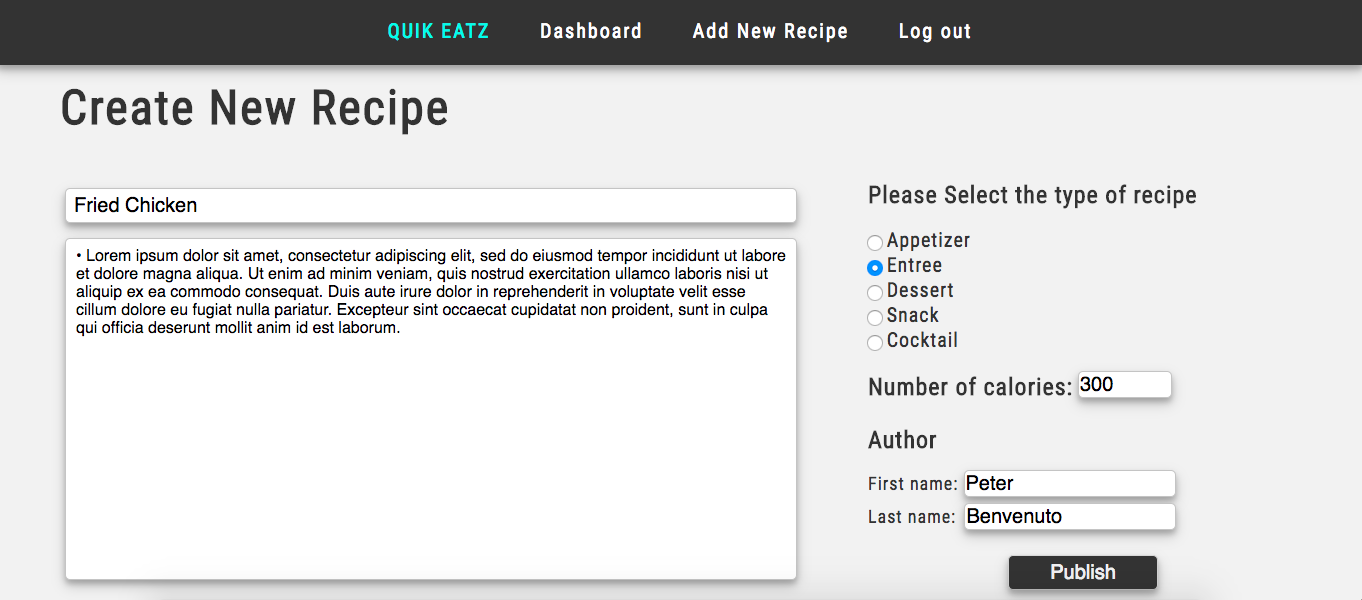 QUIK EATZ Dashboard Add New Recipe Log out
Create New Recipe
Fried Chicken
• Lorem ipsum dolor sit amet, consectetur adipiscing elit, sed do eiusmod tempor incididunt ut labore
et dolore magna aliqua. Ut enim ad minim veniam, quis nostrud exercitation ullamco laboris nisi ut
aliquip ex ea commodo consequat. Duis aute irure dolor in reprehenderit in voluptate velit esse
cillum dolore eu fugiat nulla pariatur. Excepteur sint occaecat cupidatat non proident, sunt in culpa
qui officia deserunt mollit anim id est laborum.
Please Select the type of recipe
Appetizer
Entree
Dessert
Snack
Cocktail
Number of calories: 300
Author
First name: Peter
Last name: Benvenuto
Publish